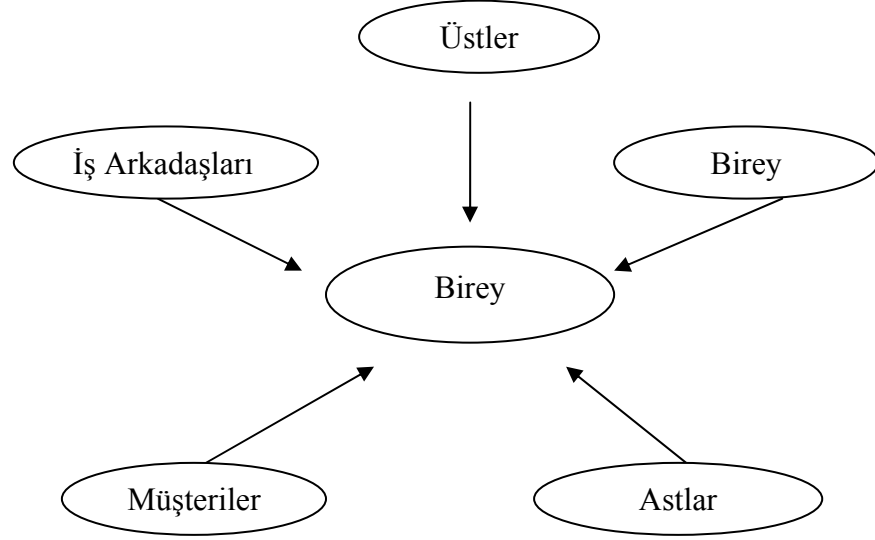 Üstler
İş Arkadaşları
Birey
Birey
Müşteriler
Astlar